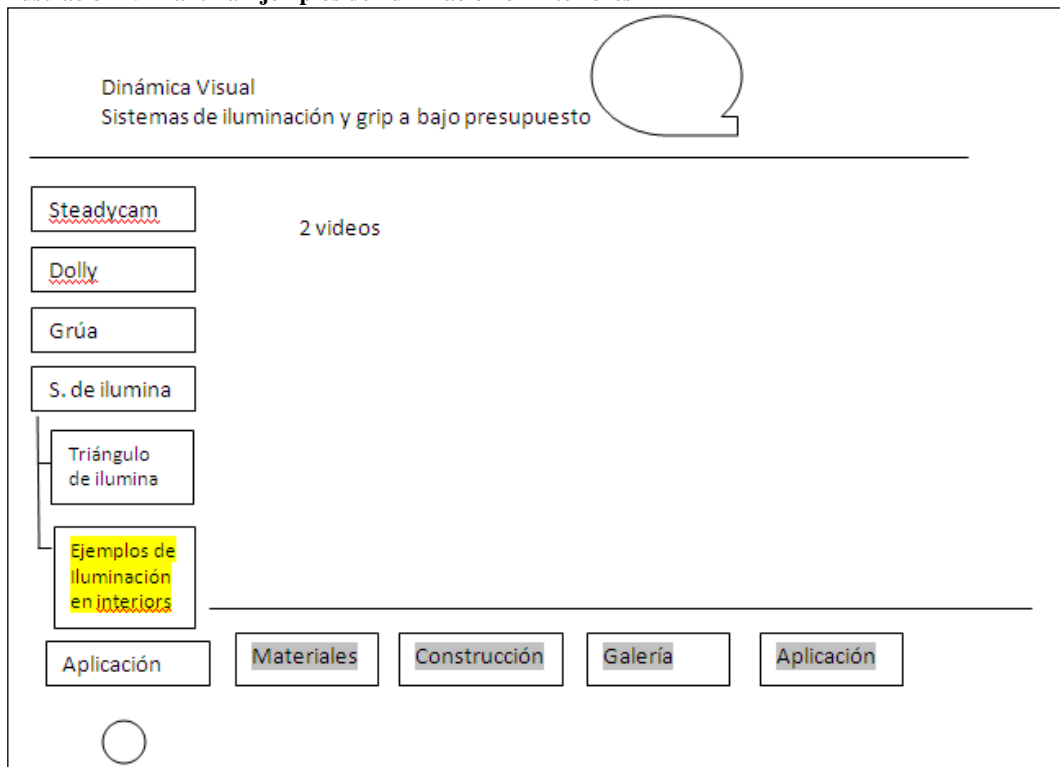 Dinámica Visual
Sistemas de iluminación y grip a bajo presupuesto
Steadycam
2 videos
Dolly
Grúa
S. de ilumina
Triángulo
de ilumina
Ejemplos de
Iluminación
en interiors
Aplicación
Materiales
Construcción
Galería
Aplicación